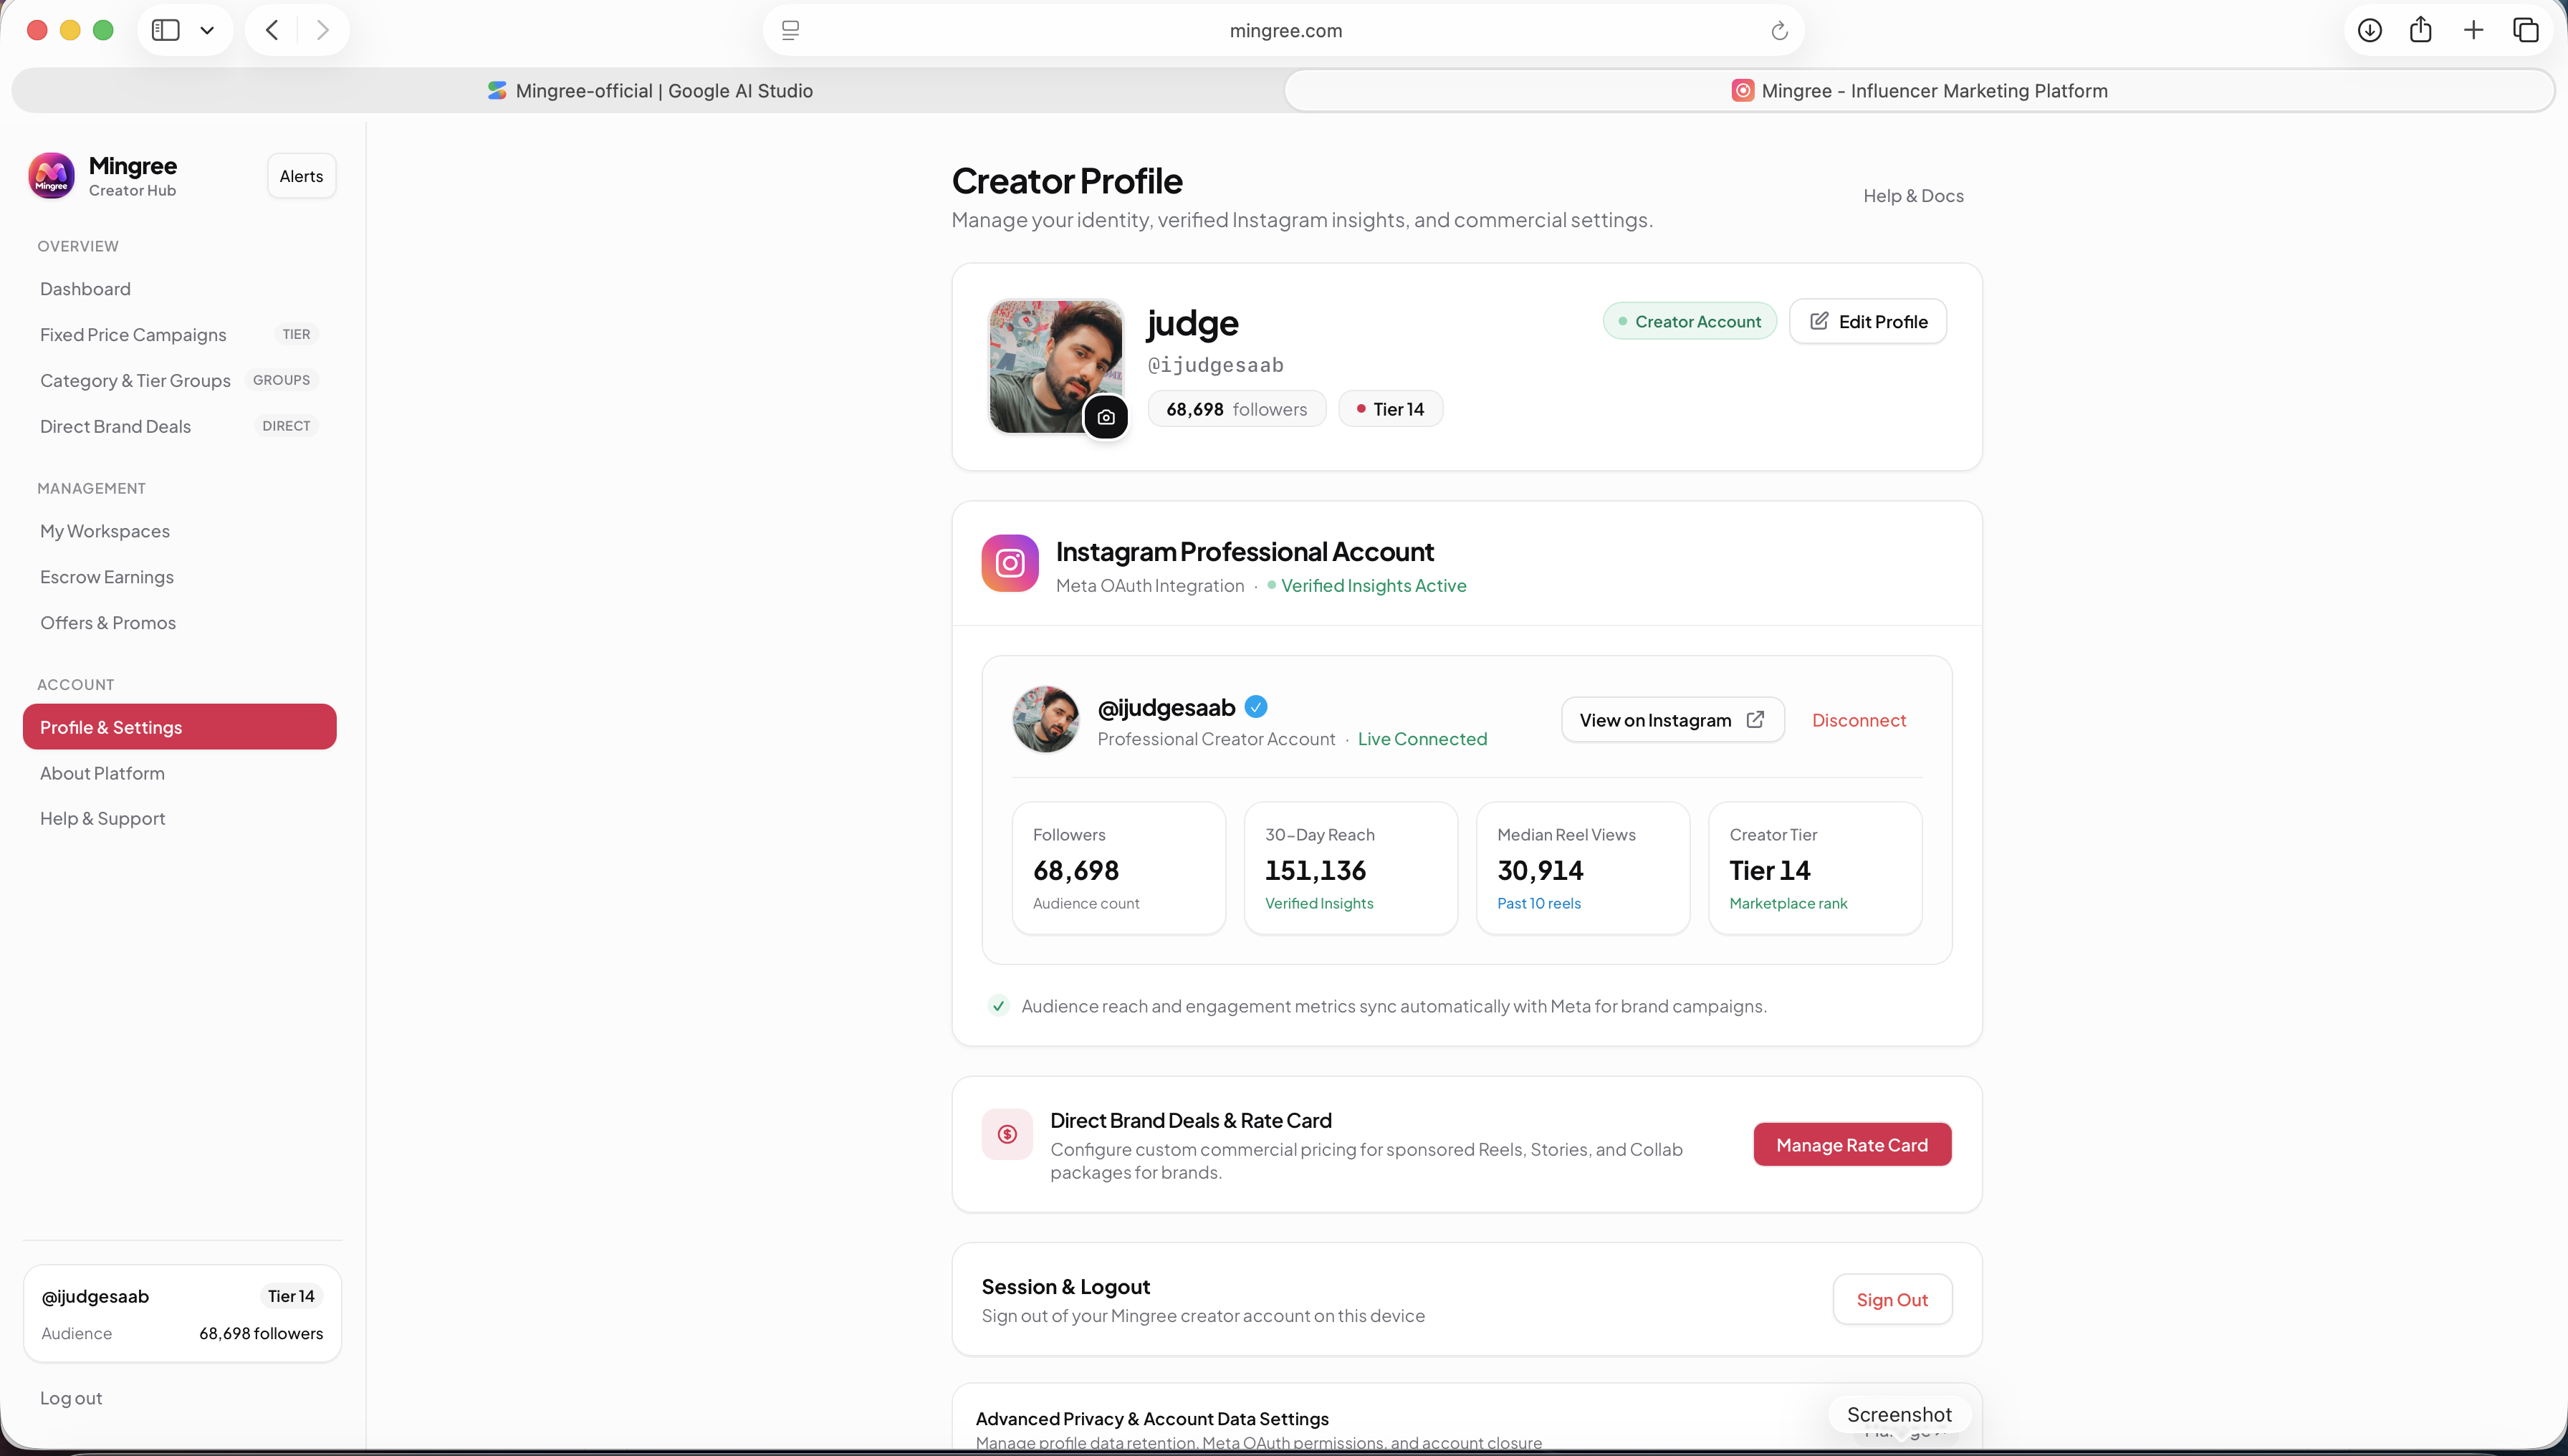 mingree.com
Mingree-official | Google AI Studio
Mingree - Influencer Marketing Platform
Mingree
Mingree
Creator Hub
Alerts
OVERVIEW
Dashboard
Fixed Price Campaigns TIER
Category & Tier Groups GROUPS
Direct Brand Deals DIRECT
MANAGEMENT
My Workspaces
Escrow Earnings
Offers & Promos
ACCOUNT
Profile & Settings
About Platform
Help & Support
@ijudgesaab Tier 14
Audience 68,698 followers
Log out
Creator Profile
Manage your identity, verified Instagram insights, and commercial settings.
Help & Docs
judge
@ijudgesaab
68,698 followers Tier 14
Creator Account
Edit Profile
Instagram Professional Account
Meta OAuth Integration · Verified Insights Active
@ijudgesaab
Professional Creator Account · Live Connected
View on Instagram
Disconnect
Followers
68,698
Audience count
30-Day Reach
151,136
Verified Insights
Median Reel Views
30,914
Past 10 reels
Creator Tier
Tier 14
Marketplace rank
Audience reach and engagement metrics sync automatically with Meta for brand campaigns.
Direct Brand Deals & Rate Card
Configure custom commercial pricing for sponsored Reels, Stories, and Collab
packages for brands.
Manage Rate Card
Session & Logout
Sign out of your Mingree creator account on this device
Sign Out
Advanced Privacy & Account Data Settings
Manage profile data retention, Meta OAuth permissions, and account closure
Screenshot